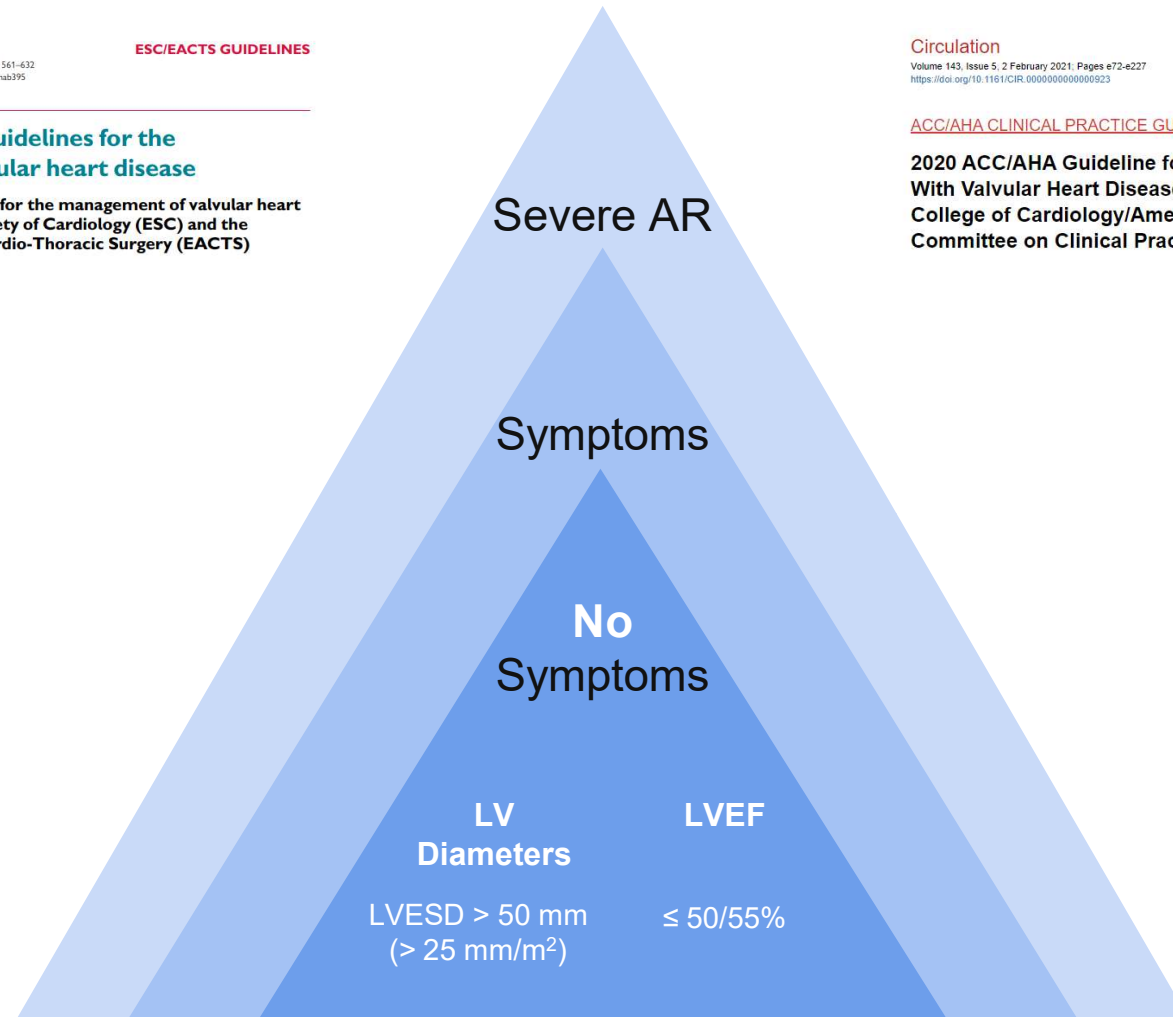 ESC/EACTS GUIDELINES
561–632
uidelines for the
ular heart disease
for the management of valvular heart
ety of Cardiology (ESC) and the
rdio-Thoracic Surgery (EACTS)
Circulation
Volume 143, Issue 5, 2 February 2021; Pages e72-e227
https://doi.org/10.1161/CIR.0000000000000923
ACC/AHA CLINICAL PRACTICE GU
2020 ACC/AHA Guideline fo
With Valvular Heart Diseas
College of Cardiology/Ame
Committee on Clinical Prac
Severe AR
Symptoms
No
Symptoms
LV
Diameters
LVESD > 50 mm
(> 25 mm/m²)
LVEF
≤ 50/55%